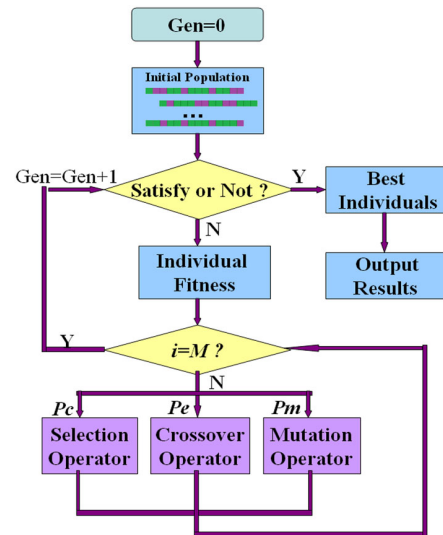 Gen=0
Initial Population
...
Gen=Gen+1
Satisfy or Not ?
Y
Best
Individuals
N
Individual
Fitness
Output
Results
Y
i=M ?
N
Pc
Pe
Pm
Selection
Operator
Crossover
Operator
Mutation
Operator